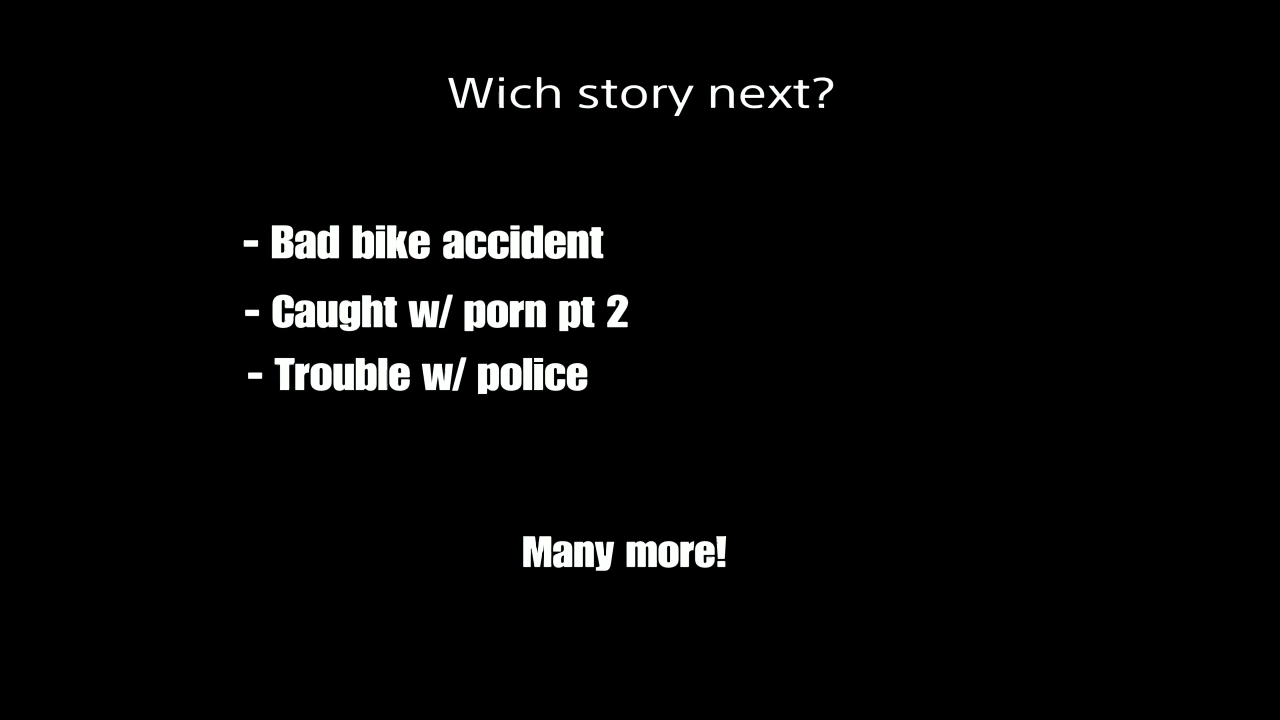 Wich story next?
- Bad bike accident
- Caught w/ porn pt 2
- Trouble w/ police
Many more!